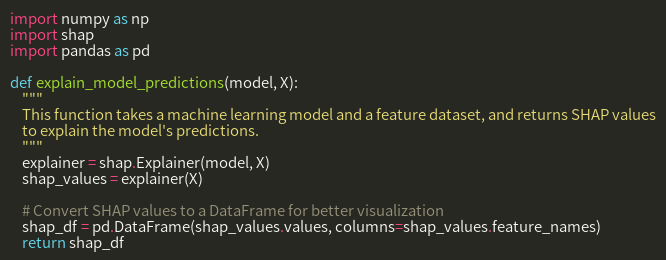 import numpy as np
import shap
import pandas as pd

def explain_model_predictions(model, X):
    """
    This function takes a machine learning model and a feature dataset, and returns SHAP values
    to explain the model's predictions.
    """
    explainer = shap.Explainer(model, X)
    shap_values = explainer(X)

    # Convert SHAP values to a DataFrame for better visualization
    shap_df = pd.DataFrame(shap_values.values, columns=shap_values.feature_names)
    return shap_df